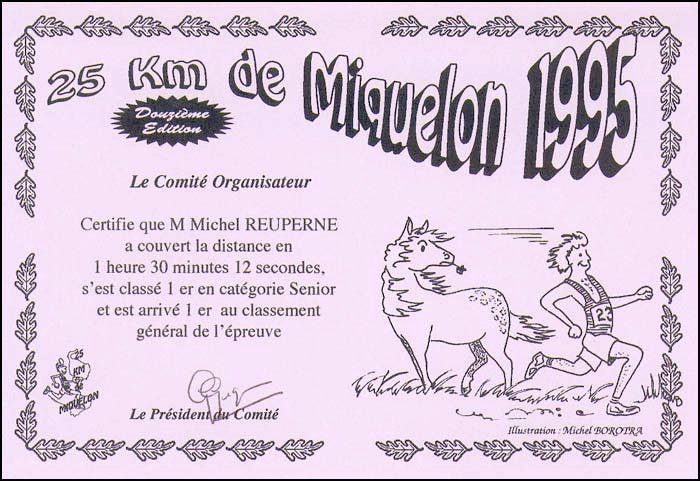 25 Km de Miquelon 1995
Douzième
Edition
Le Comité Organisateur
Certifie que M Michel REUPERNE
a couvert la distance en
1 heure 30 minutes 12 secondes,
s'est classé 1 er en catégorie Senior
et est arrivé 1 er au classement
général de l'épreuve
23
25
KM
DE
MIQUELON
Le Président du Comité
Illustration : Michel BOROTRA